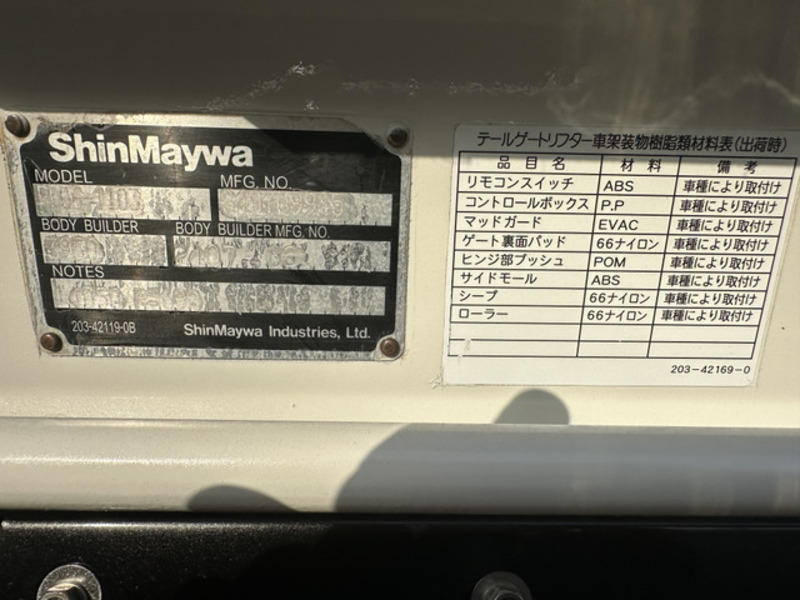 ShinMaywa
MODEL
MFG. NO.
BODY BUILDER
BODY BUILDER MFG. NO.
NOTES
203-42119-0B
ShinMaywa Industries, Ltd.
テールゲートリフター車架装物樹脂類材料表(出荷時)
品目名 材料 備考
リモコンスイッチ ABS 車種により取付け
コントロールボックス P.P 車種により取付け
マッドガード EVAC 車種により取付け
ゲート裏面パッド 66ナイロン 車種により取付け
ヒンジ部ブッシュ POM 車種により取付け
サイドモール ABS 車種により取付け
シーブ 66ナイロン 車種により取付け
ローラー 66ナイロン 車種により取付け
203-42169-0